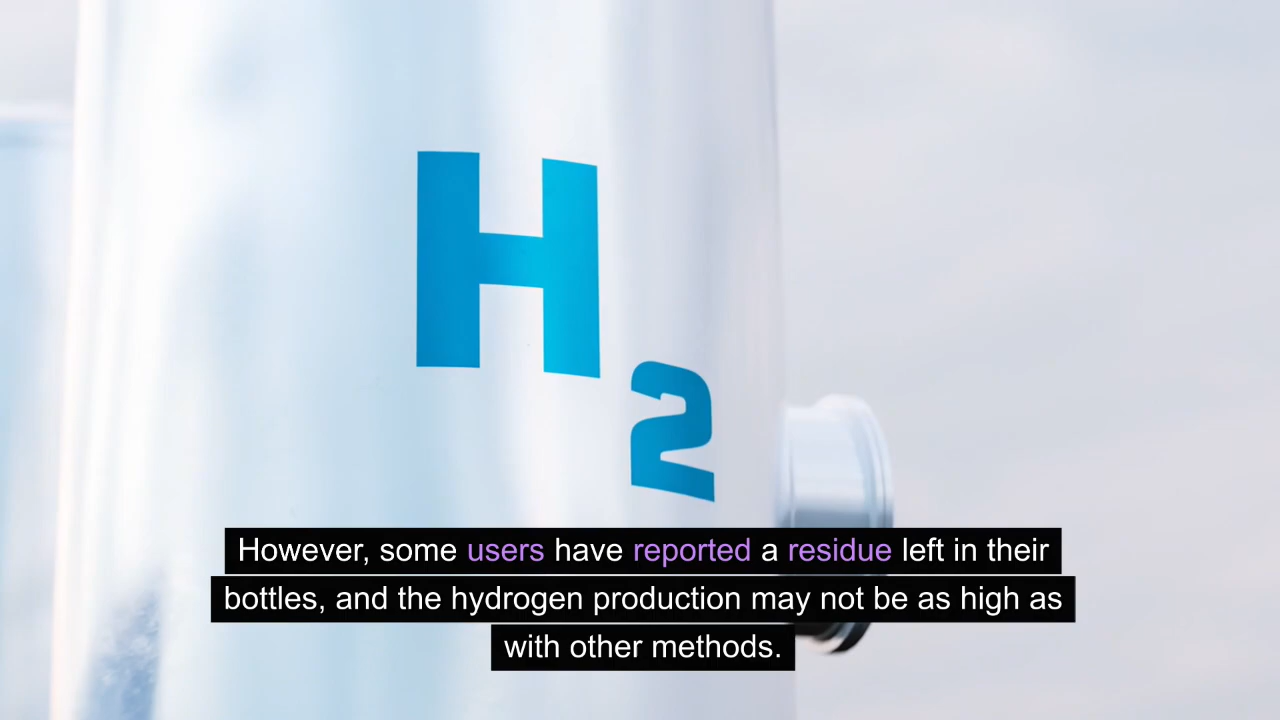 H2
However, some users have reported a residue left in their
bottles, and the hydrogen production may not be as high as
with other methods.